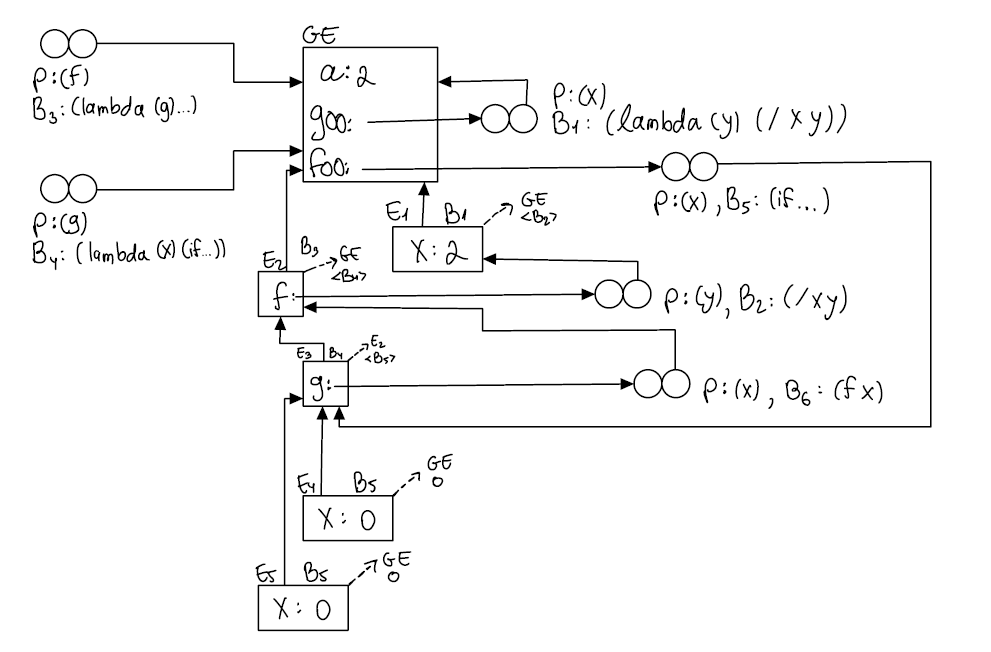 GE
P:(f)
B3:(lambda (g)...)
a:2
goo:
foo:
P:(x)
B1: (lambda (y) (/ x y))
P:(g)
B4: (lambda (x) (if...))
P:(x), B5: (if...)
E1 B1
GE
<B2>
X: 2
E2 B3
GE
<B4>
f:
P:(y), B2: (/ x y)
E3 B4
E2
<B5>
g:
P:(x), B6: (f x)
E4 B5
GE
0
X: 0
E5 B5
GE
0
X: 0